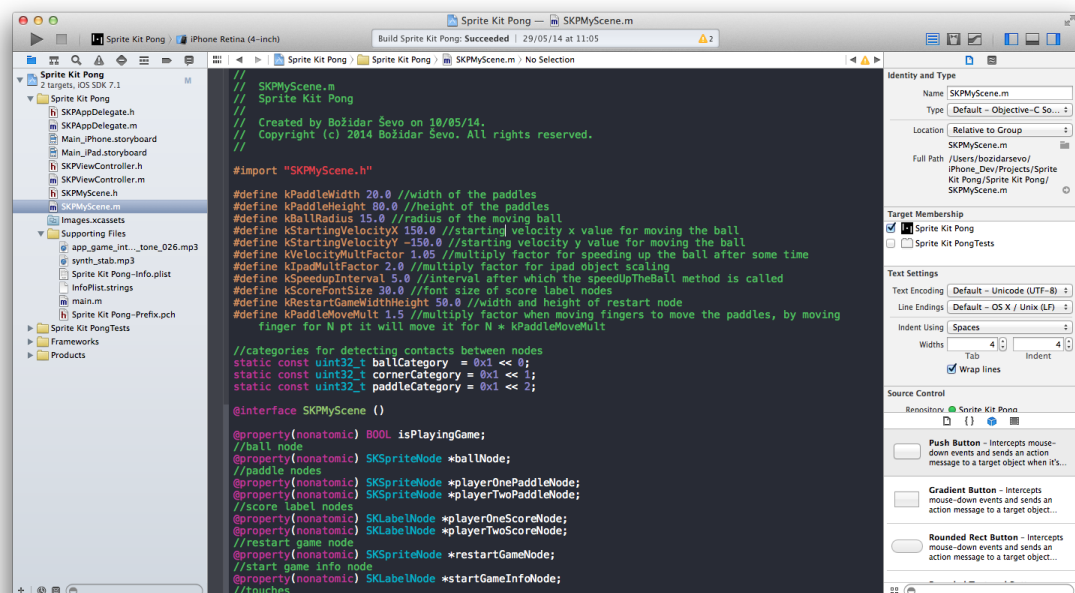 Sprite Kit Pong — SKPMyScene.m
Sprite Kit Pong
iPhone Retina (4-inch)
Build Sprite Kit Pong: Succeeded | 29/05/14 at 11:05
2
Sprite Kit Pong
Sprite Kit Pong
SKPMyScene.m
No Selection
Sprite Kit Pong
M
2 targets, iOS SDK 7.1
Sprite Kit Pong
h SKPAppDelegate.h
m SKPAppDelegate.m
Main_iPhone.storyboard
Main_iPad.storyboard
h SKPViewController.h
m SKPViewController.m
h SKPMyScene.h
m SKPMyScene.m
Images.xcassets
Supporting Files
app_game_int..._tone_026.mp3
synth_stab.mp3
Sprite Kit Pong-Info.plist
InfoPlist.strings
m main.m
h Sprite Kit Pong-Prefix.pch
Sprite Kit PongTests
Frameworks
Products
//
//  SKPMyScene.m
//  Sprite Kit Pong
//
//  Created by Božidar Ševo on 10/05/14.
//  Copyright (c) 2014 Božidar Ševo. All rights reserved.
//
#import "SKPMyScene.h"
#define kPaddleWidth 20.0 //width of the paddles
#define kPaddleHeight 80.0 //height of the paddles
#define kBallRadius 15.0 //radius of the moving ball
#define kStartingVelocityX 150.0 //starting velocity x value for moving the ball
#define kStartingVelocityY -150.0 //starting velocity y value for moving the ball
#define kVelocityMultFactor 1.05 //multiply factor for speeding up the ball after some time
#define kIpadMultFactor 2.0 //multiply factor for ipad object scaling
#define kSpeedupInterval 5.0 //interval after which the speedUpTheBall method is called
#define kScoreFontSize 30.0 //font size of score label nodes
#define kRestartGameWidthHeight 50.0 //width and height of restart node
#define kPaddleMoveMult 1.5 //multiply factor when moving fingers to move the paddles, by moving
finger for N pt it will move it for N * kPaddleMoveMult
//categories for detecting contacts between nodes
static const uint32_t ballCategory  = 0x1 << 0;
static const uint32_t cornerCategory = 0x1 << 1;
static const uint32_t paddleCategory = 0x1 << 2;
@interface SKPMyScene ()
@property(nonatomic) BOOL isPlayingGame;
//ball node
@property(nonatomic) SKSpriteNode *ballNode;
//paddle nodes
@property(nonatomic) SKSpriteNode *playerOnePaddleNode;
@property(nonatomic) SKSpriteNode *playerTwoPaddleNode;
//score label nodes
@property(nonatomic) SKLabelNode *playerOneScoreNode;
@property(nonatomic) SKLabelNode *playerTwoScoreNode;
//restart game node
@property(nonatomic) SKSpriteNode *restartGameNode;
//start game info node
@property(nonatomic) SKLabelNode *startGameInfoNode;
//touches
Identity and Type
Name SKPMyScene.m
Type Default - Objective-C So...
Location Relative to Group
SKPMyScene.m
Full Path /Users/bozidarsevo/
iPhone_Dev/Projects/Sprite
Kit Pong/Sprite Kit Pong/
SKPMyScene.m
Target Membership
Sprite Kit Pong
Sprite Kit PongTests
Text Settings
Text Encoding Default - Unicode (UTF-8)
Line Endings Default - OS X / Unix (LF)
Indent Using Spaces
Widths 4 4
Tab Indent
Wrap lines
Source Control
Repository Sprite Kit Pong
Push Button - Intercepts mouse-
down events and sends an action
message to a target object when it's...
Gradient Button - Intercepts
mouse-down events and sends an
action message to a target object...
Rounded Rect Button - Intercepts
mouse-down events and sends an
action message to a target object...